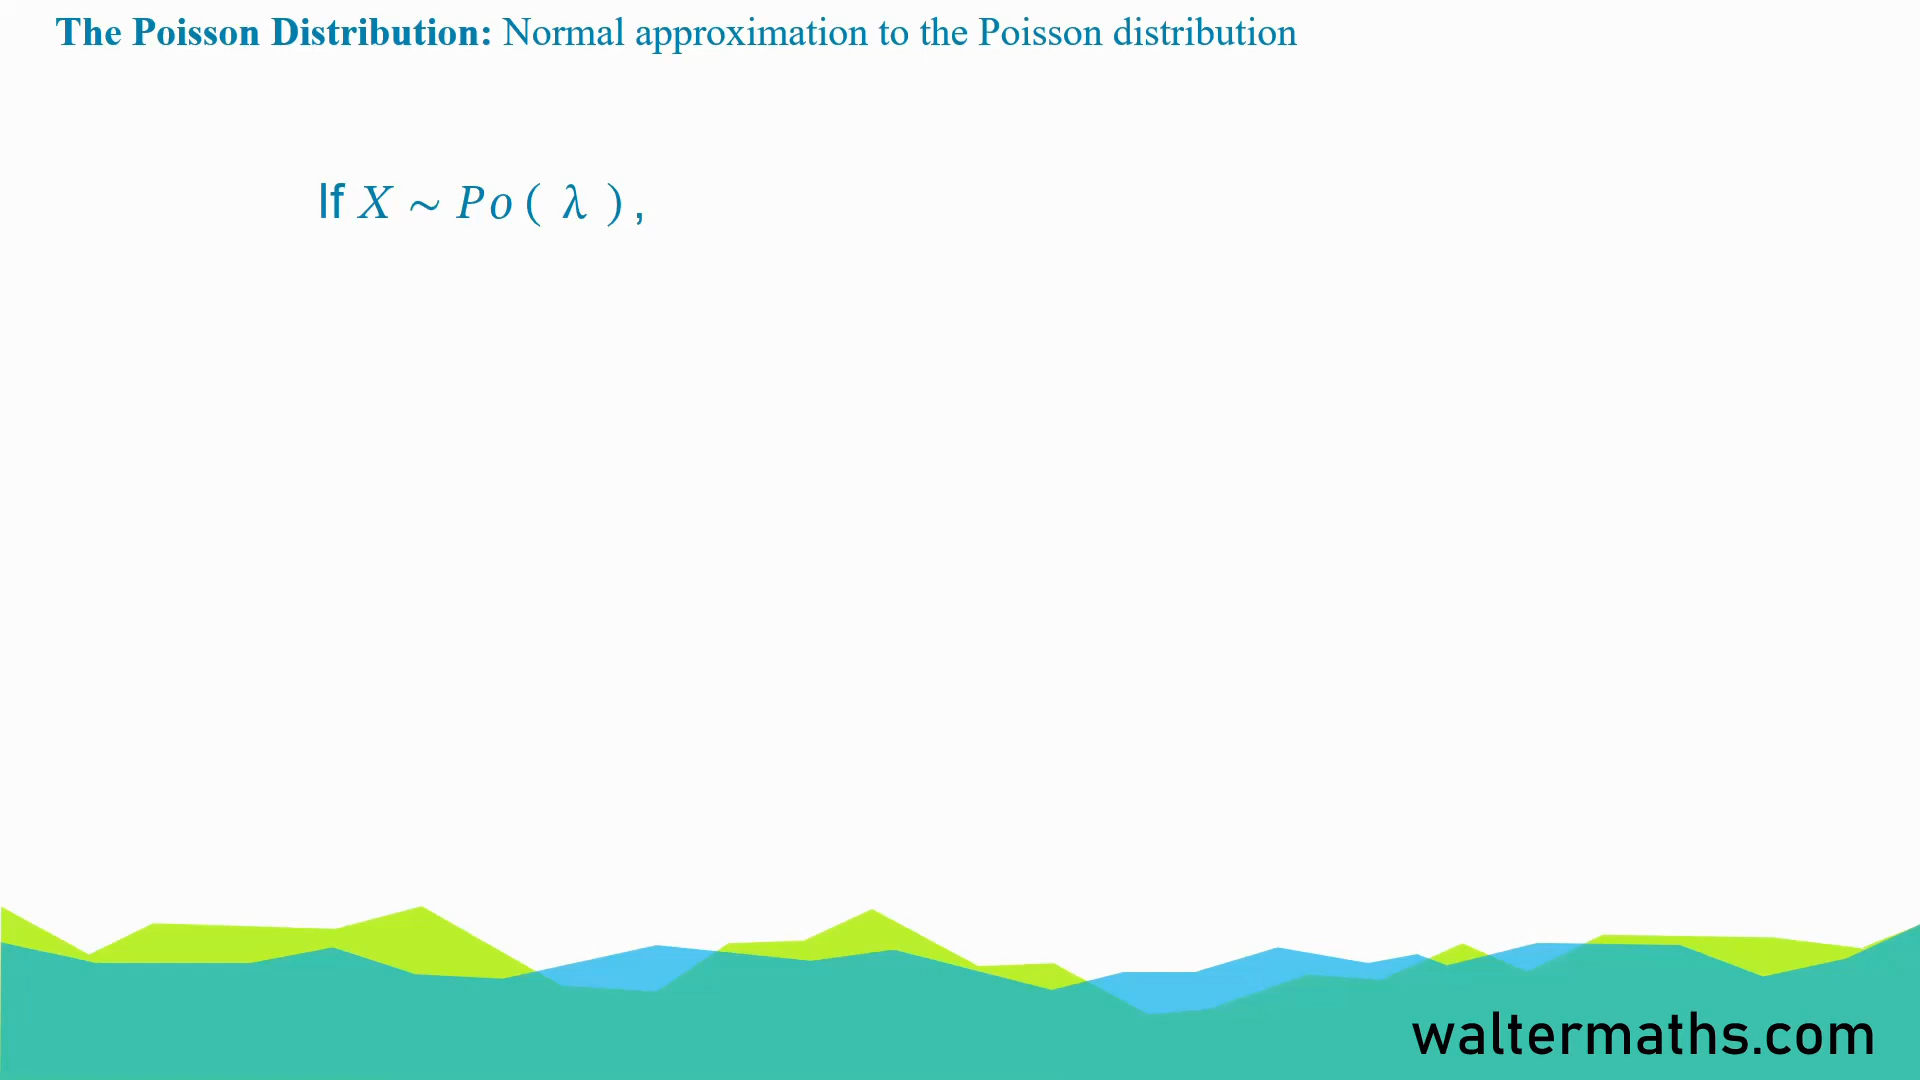 The Poisson Distribution: Normal approximation to the Poisson distribution
If X ~ Po ( λ ) ,
waltermaths.com